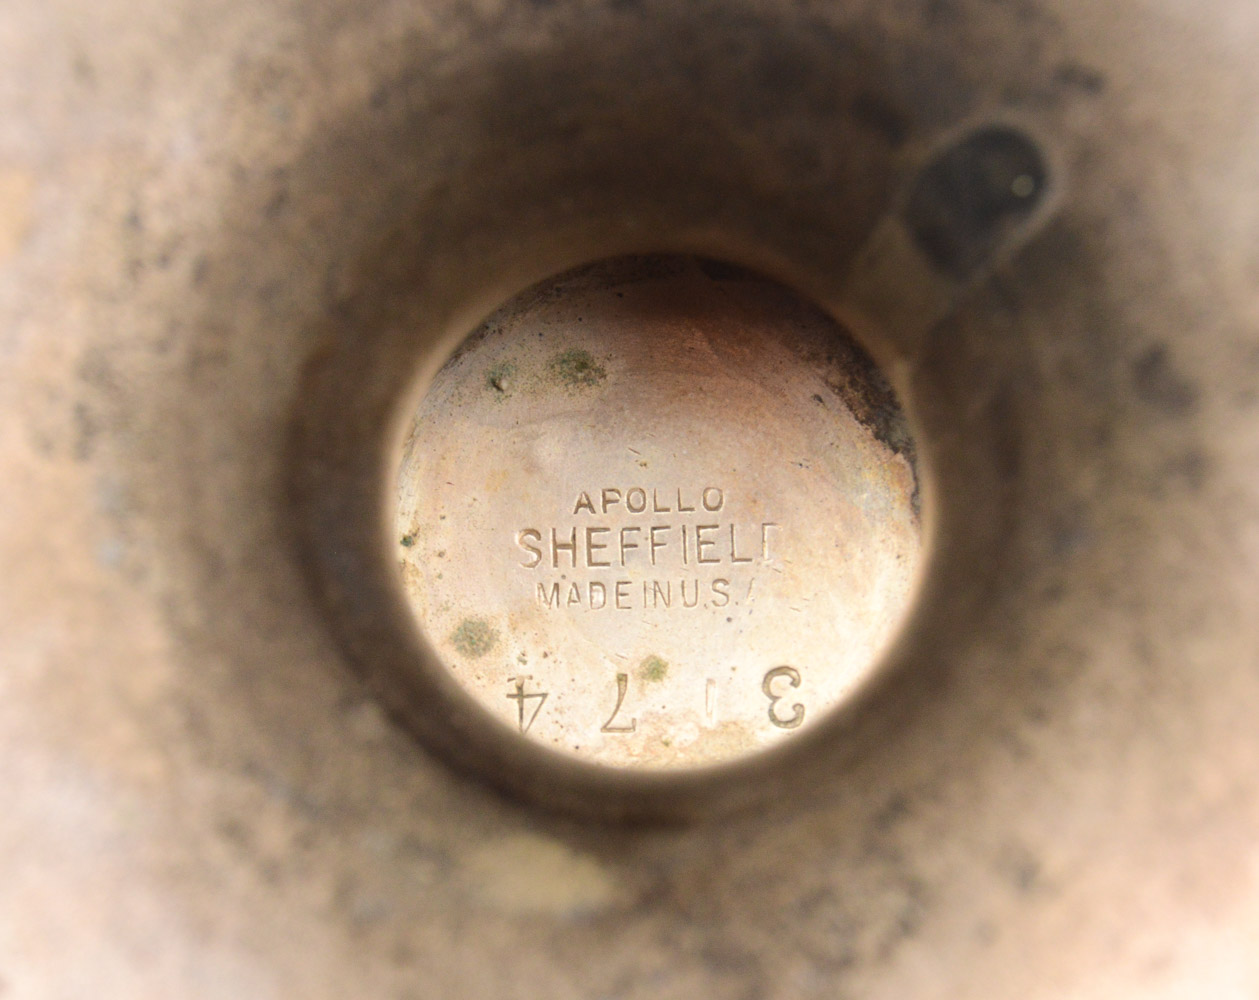 APOLLO
SHEFFIELD
MADE IN U.S.A
3174